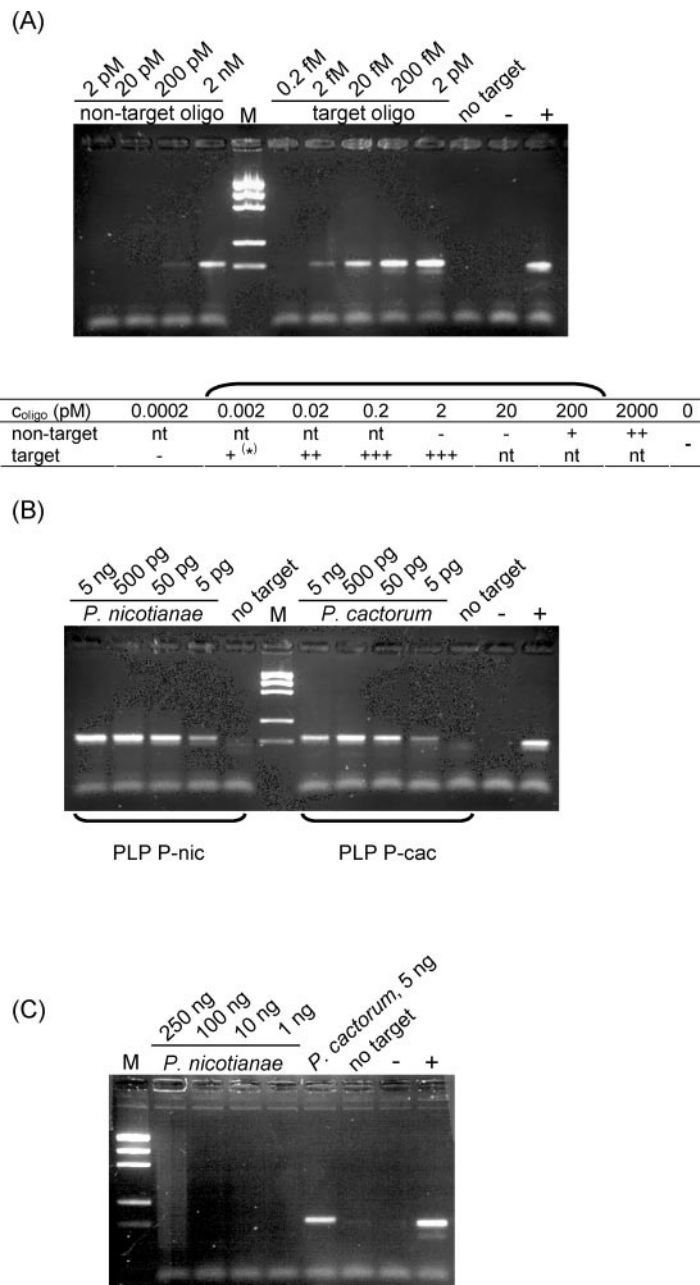 (A)
2 pM 20 pM 200 pM 2 nM 0.2 fM 2 fM 20 fM 200 fM 2 pM no target
non-target oligo M target oligo - +
c_oligo (pM) 0.0002 0.002 0.02 0.2 2 20 200 2000 0
non-target nt nt nt nt - - + ++ -
target - + (*) ++ +++ +++ nt nt nt
(B)
5 ng 500 pg 50 pg 5 pg no target 5 ng 500 pg 50 pg 5 pg no target
P. nicotianae M P. cactorum - +
PLP P-nic PLP P-cac
(C)
250 ng 100 ng 10 ng 1 ng P. cactorum, 5 ng no target
M P. nicotianae - +